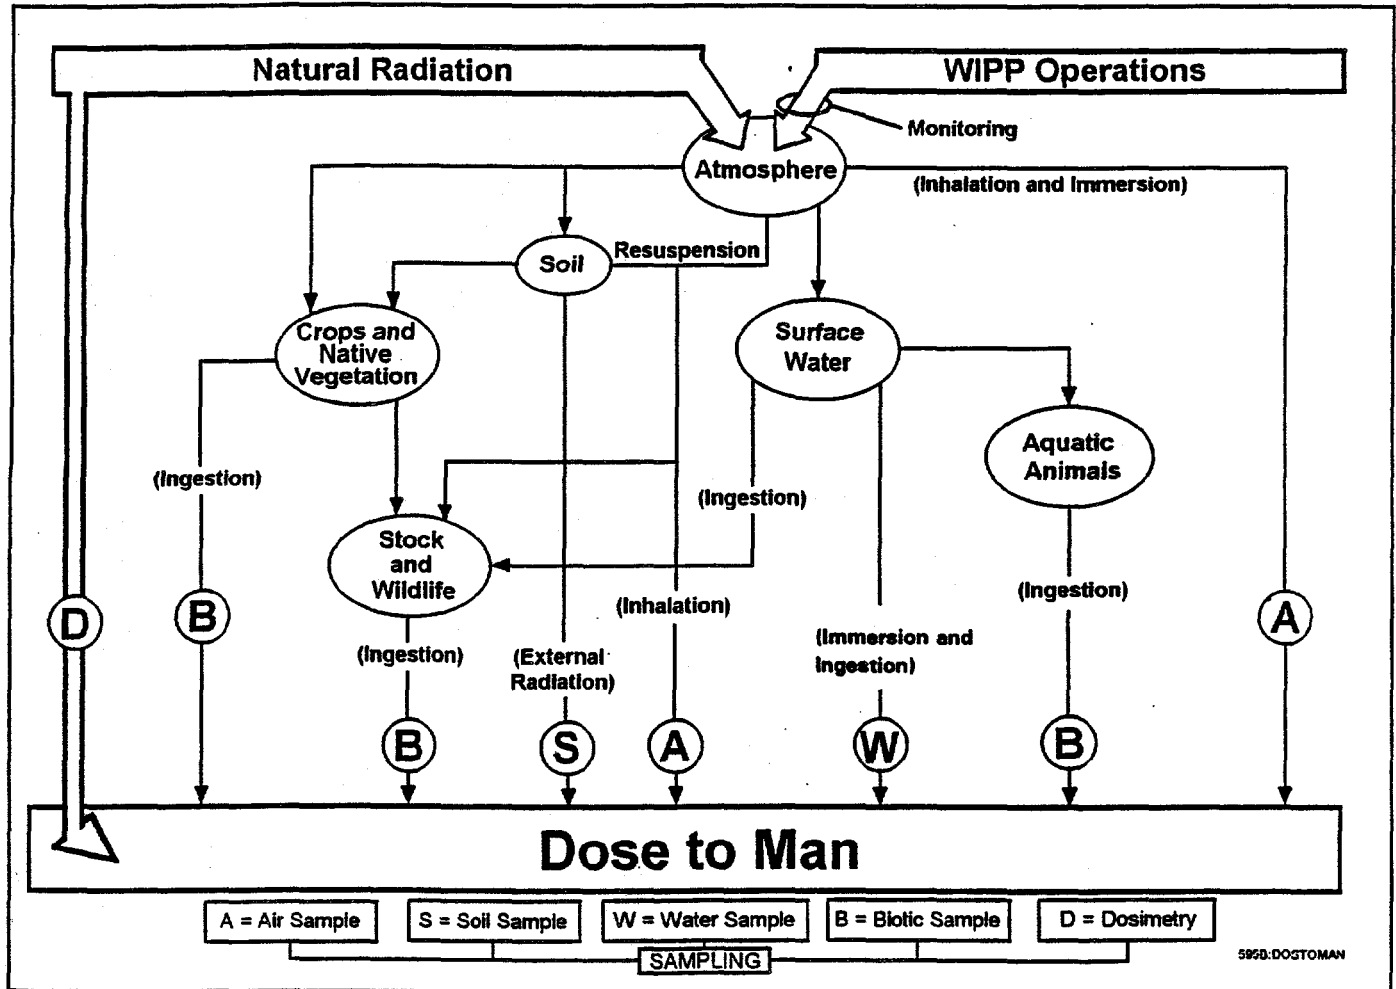 Natural Radiation
WIPP Operations
Monitoring
Atmosphere
(Inhalation and Immersion)
Soil
Resuspension
Crops and
Native
Vegetation
Surface
Water
Aquatic
Animals
(Ingestion)
(Ingestion)
Stock
and
Wildlife
(Ingestion)
(Inhalation)
D
B
A
(Ingestion)
(External
Radiation)
(Immersion and
Ingestion)
B
S
A
W
B
Dose to Man
A = Air Sample
S = Soil Sample
W = Water Sample
B = Biotic Sample
D = Dosimetry
SAMPLING
595B:DOSTOMAN